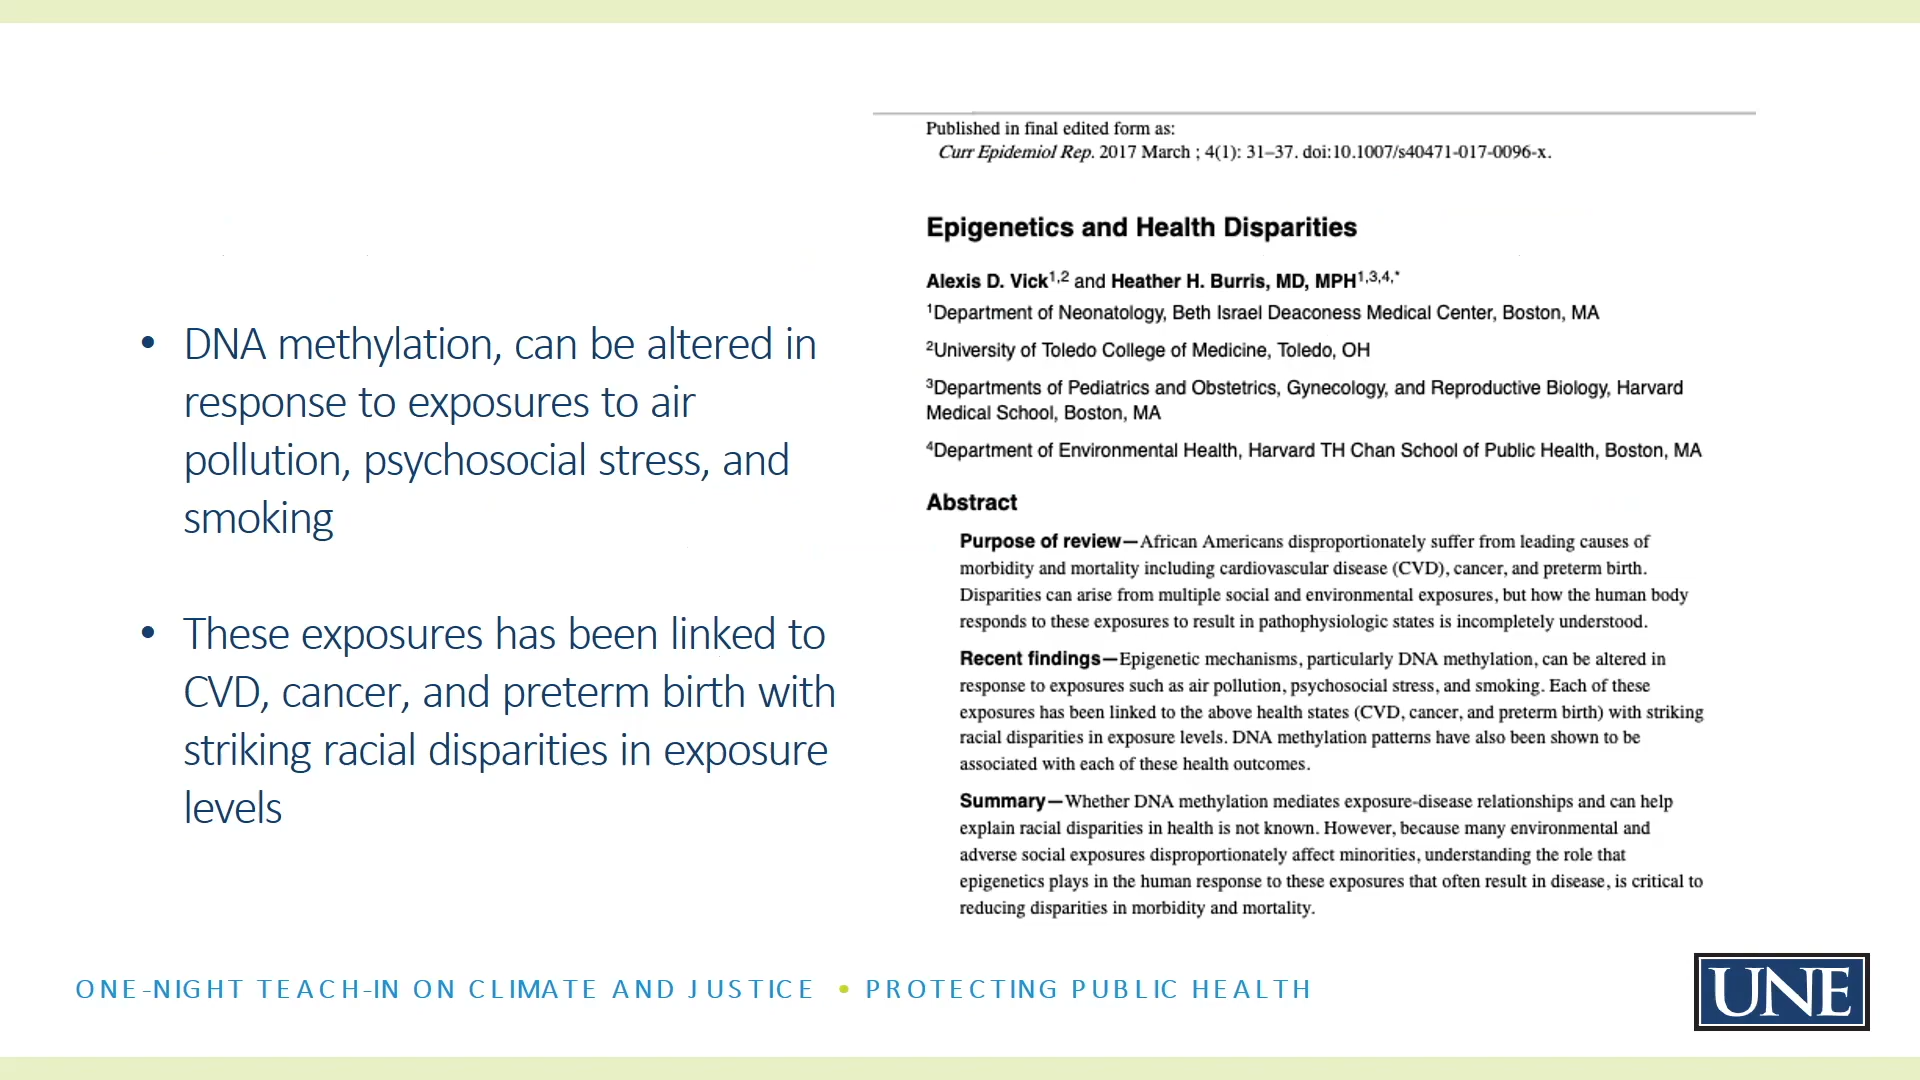 • DNA methylation, can be altered in
response to exposures to air
pollution, psychosocial stress, and
smoking
• These exposures has been linked to
CVD, cancer, and preterm birth with
striking racial disparities in exposure
levels
Published in final edited form as:
Curr Epidemiol Rep. 2017 March ; 4(1): 31–37. doi:10.1007/s40471-017-0096-x.
Epigenetics and Health Disparities
Alexis D. Vick1,2 and Heather H. Burris, MD, MPH1,3,4,*
1Department of Neonatology, Beth Israel Deaconess Medical Center, Boston, MA
2University of Toledo College of Medicine, Toledo, OH
3Departments of Pediatrics and Obstetrics, Gynecology, and Reproductive Biology, Harvard
Medical School, Boston, MA
4Department of Environmental Health, Harvard TH Chan School of Public Health, Boston, MA
Abstract
Purpose of review—African Americans disproportionately suffer from leading causes of
morbidity and mortality including cardiovascular disease (CVD), cancer, and preterm birth.
Disparities can arise from multiple social and environmental exposures, but how the human body
responds to these exposures to result in pathophysiologic states is incompletely understood.
Recent findings—Epigenetic mechanisms, particularly DNA methylation, can be altered in
response to exposures such as air pollution, psychosocial stress, and smoking. Each of these
exposures has been linked to the above health states (CVD, cancer, and preterm birth) with striking
racial disparities in exposure levels. DNA methylation patterns have also been shown to be
associated with each of these health outcomes.
Summary—Whether DNA methylation mediates exposure-disease relationships and can help
explain racial disparities in health is not known. However, because many environmental and
adverse social exposures disproportionately affect minorities, understanding the role that
epigenetics plays in the human response to these exposures that often result in disease, is critical to
reducing disparities in morbidity and mortality.
ONE-NIGHT TEACH-IN ON CLIMATE AND JUSTICE • PROTECTING PUBLIC HEALTH
UNE